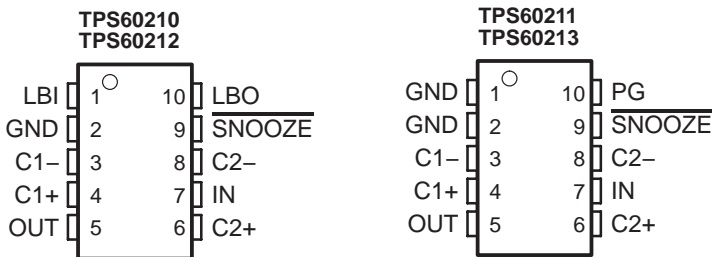 TPS60210
TPS60212
LBI 1 10 LBO
GND 2 9 SNOOZE
C1− 3 8 C2−
C1+ 4 7 IN
OUT 5 6 C2+
TPS60211
TPS60213
GND 1 10 PG
GND 2 9 SNOOZE
C1− 3 8 C2−
C1+ 4 7 IN
OUT 5 6 C2+